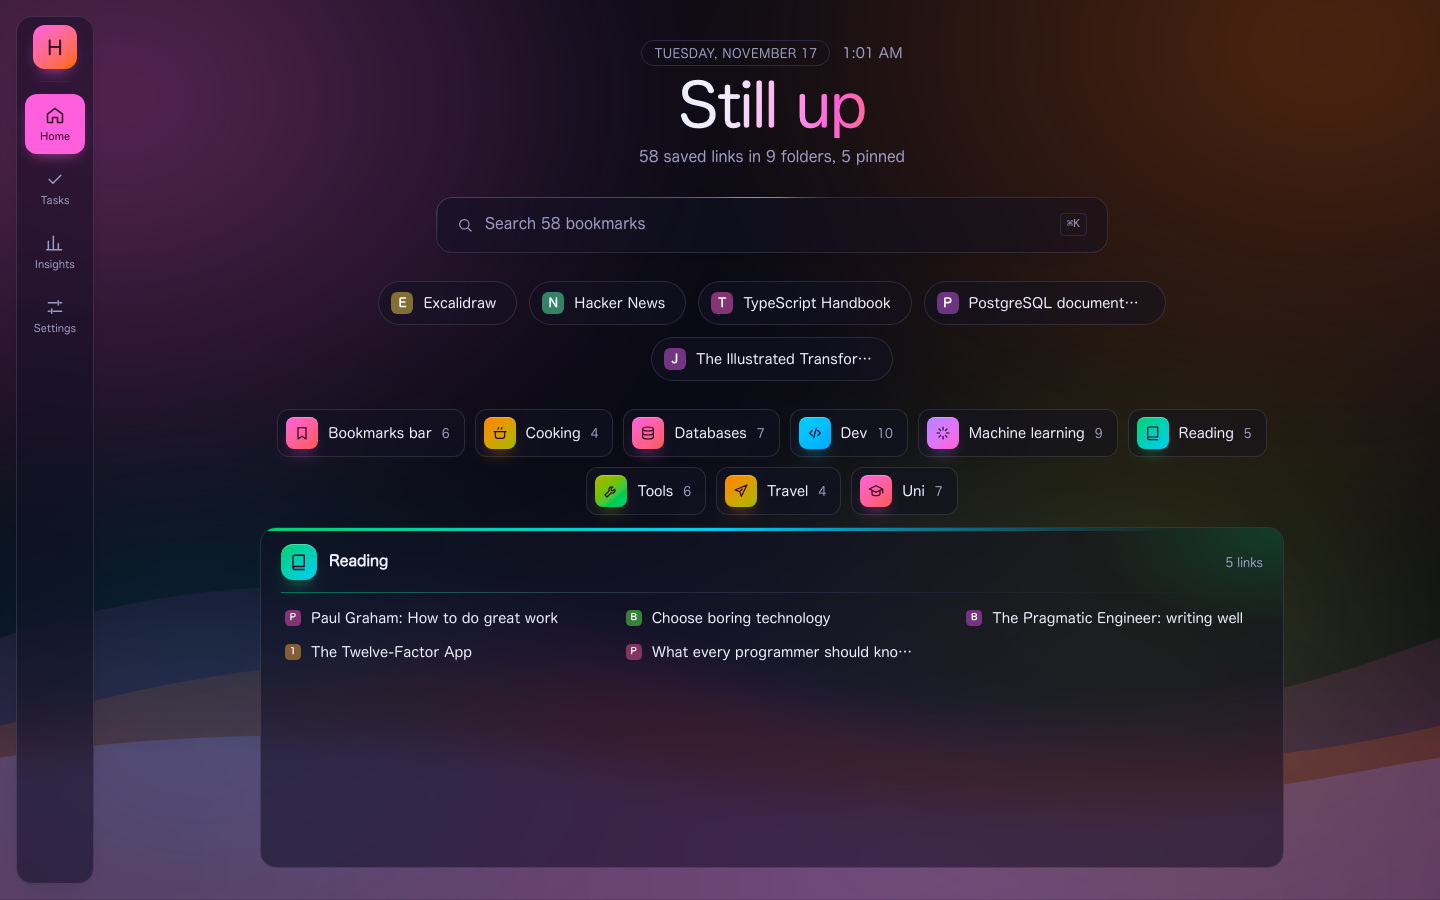 H
Home
Tasks
Insights
Settings
TUESDAY, NOVEMBER 17 1:01 AM
Still up
58 saved links in 9 folders, 5 pinned
Search 58 bookmarks ⌘K
E Excalidraw N Hacker News T TypeScript Handbook P PostgreSQL document···
J The Illustrated Transfor···
Bookmarks bar 6 Cooking 4 Databases 7 Dev 10 Machine learning 9 Reading 5
Tools 6 Travel 4 Uni 7
Reading 5 links
P Paul Graham: How to do great work B Choose boring technology B The Pragmatic Engineer: writing well
1 The Twelve-Factor App P What every programmer should kno···